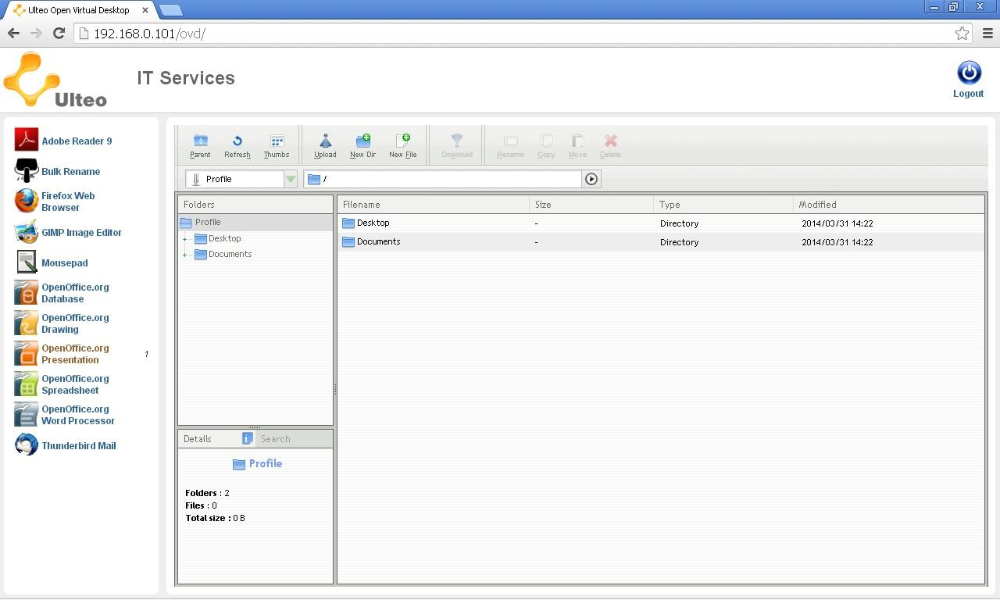 Ulteo Open Virtual Desktop
192.168.0.101/ovd/
Ulteo
IT Services
Logout
Adobe Reader 9
Bulk Rename
Firefox Web
Browser
GIMP Image Editor
Mousepad
OpenOffice.org
Database
OpenOffice.org
Drawing
OpenOffice.org
Presentation 1
OpenOffice.org
Spreadsheet
OpenOffice.org
Word Processor
Thunderbird Mail
Parent Refresh Thumbs Upload New Dir New File Download Rename Copy Move Delete
Profile /
Folders
Profile
Desktop
Documents
Filename Size Type Modified
Desktop - Directory 2014/03/31 14:22
Documents - Directory 2014/03/31 14:22
Details Search
Profile
Folders : 2
Files : 0
Total size : 0 B